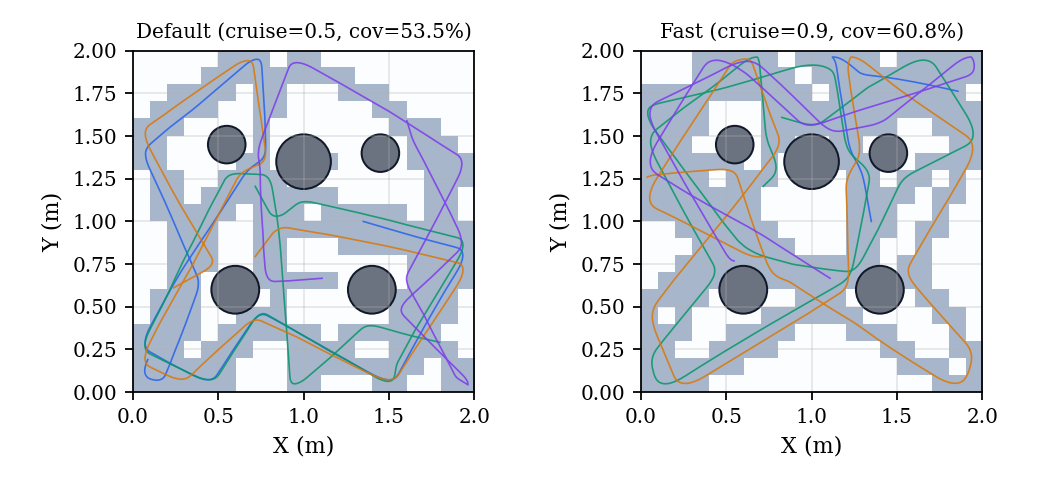 Default (cruise=0.5, cov=53.5%)
Fast (cruise=0.9, cov=60.8%)
2.00
1.75
1.50
1.25
1.00
0.75
0.50
0.25
0.00
Y (m)
0.0 0.5 1.0 1.5 2.0
X (m)
2.00
1.75
1.50
1.25
1.00
0.75
0.50
0.25
0.00
Y (m)
0.0 0.5 1.0 1.5 2.0
X (m)